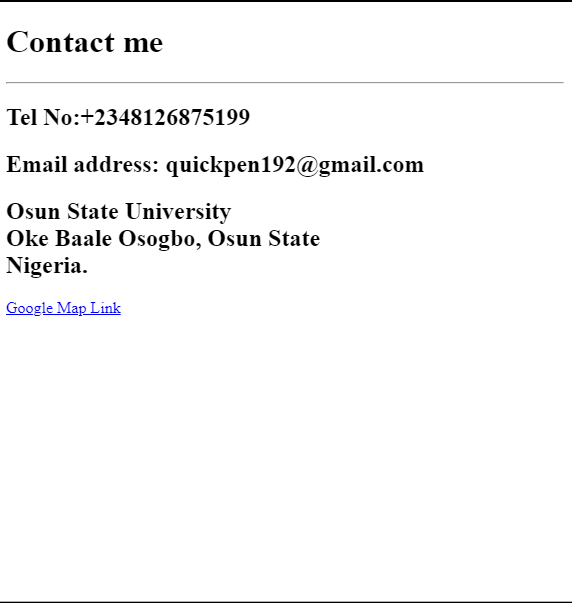 Contact me
Tel No:+2348126875199
Email address: quickpen192@gmail.com
Osun State University
Oke Baale Osogbo, Osun State
Nigeria.
Google Map Link